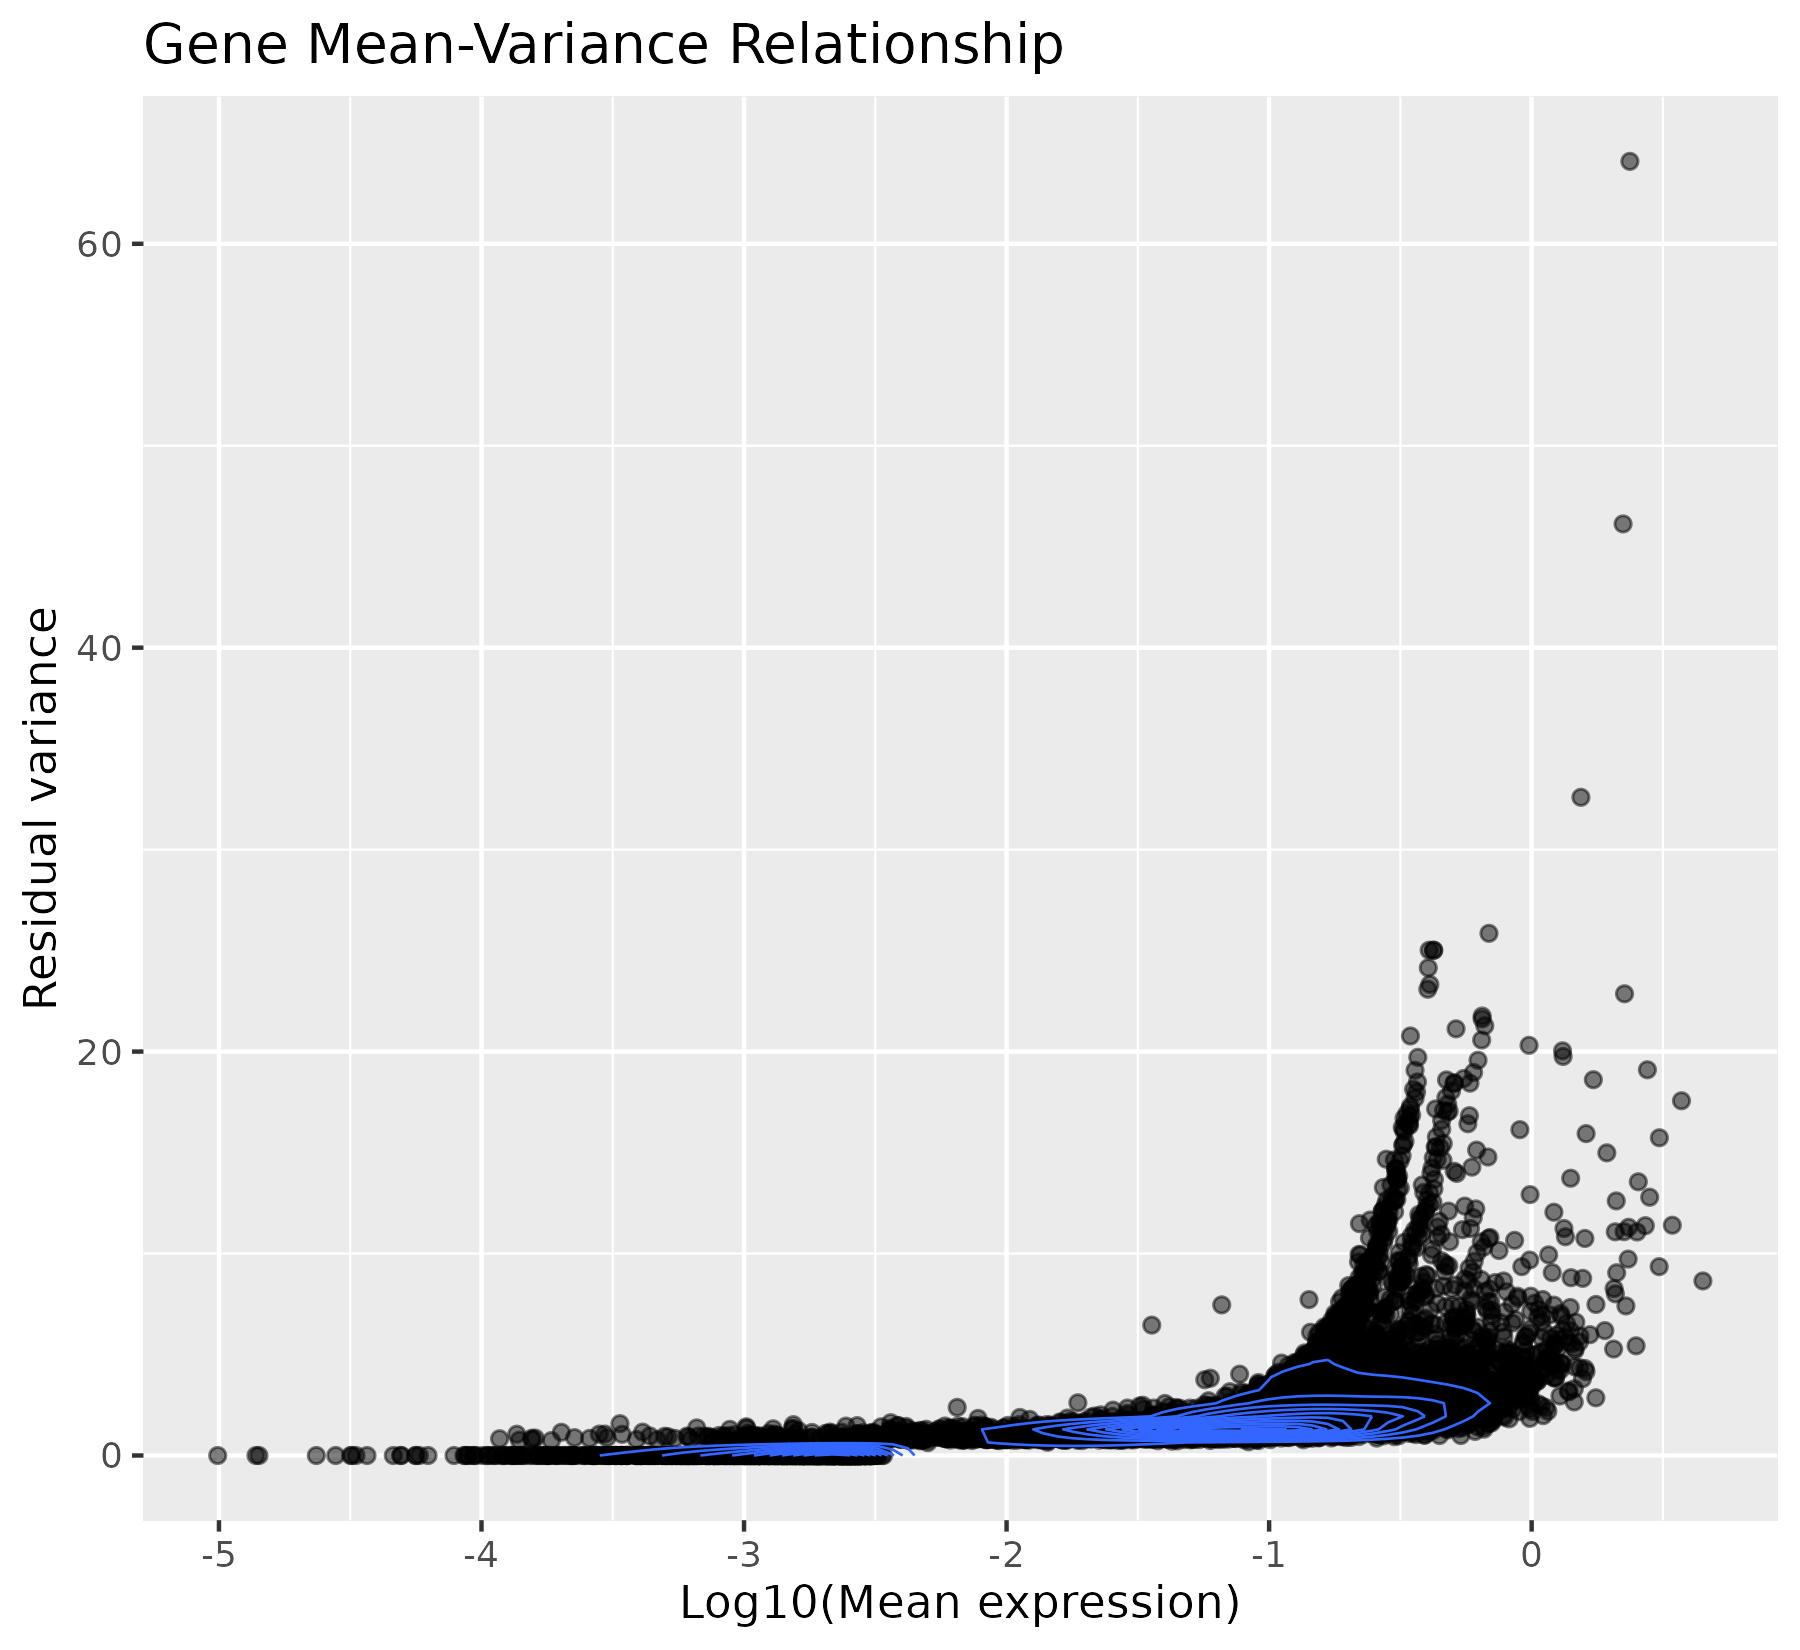 Gene Mean-Variance Relationship
Residual variance
60
40
20
0
-5 -4 -3 -2 -1 0
Log10(Mean expression)